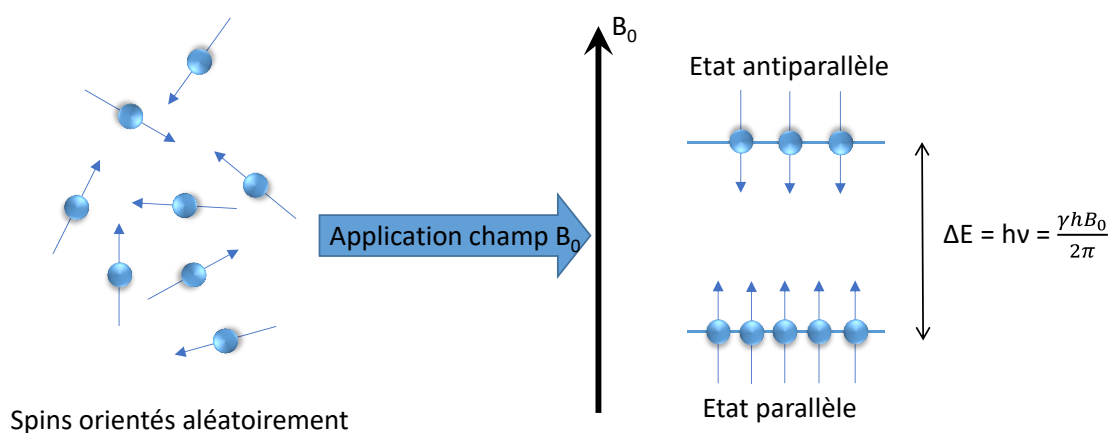 B₀
Etat antiparallèle
Application champ B₀
ΔE = hν = γhB₀/2π
Etat parallèle
Spins orientés aléatoirement